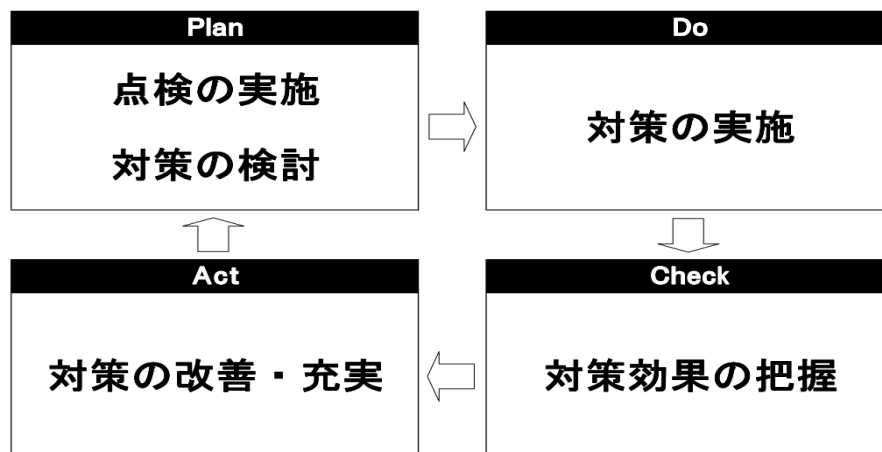 Plan
点検の実施
対策の検討
Do
対策の実施
Check
対策効果の把握
Act
対策の改善・充実